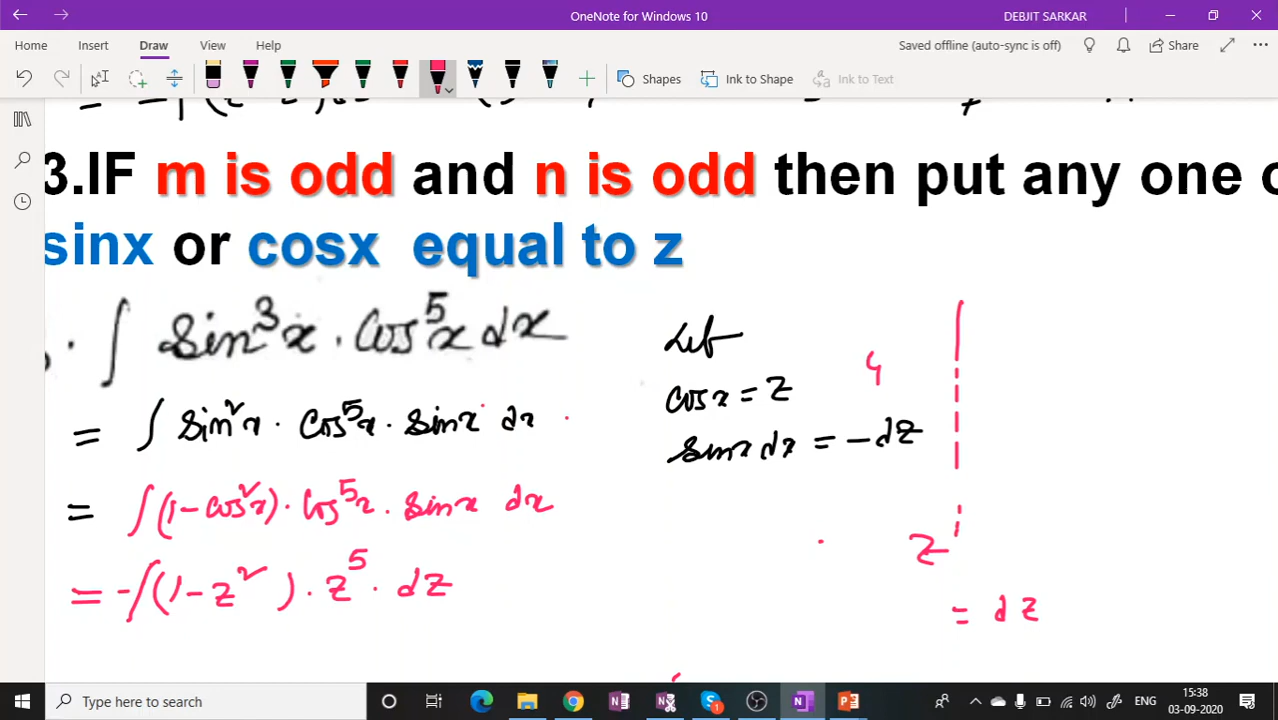 OneNote for Windows 10
DEBJIT SARKAR
Home Insert Draw View Help
Saved offline (auto-sync is off)
Share
Shapes
Ink to Shape
Ink to Text
3.IF m is odd and n is odd then put any one o
sinx or cosx equal to z
∫ sin³x . cos⁵x dx
Let
cosx = z
sinx dx = −dz
= ∫ sin²x . cos⁵x . sinx dx
= ∫(1−cos²x) . cos⁵x . sinx dx
= −∫(1−z²) . z⁵ . dz
z
= dz
Type here to search
ENG
15:38
03-09-2020